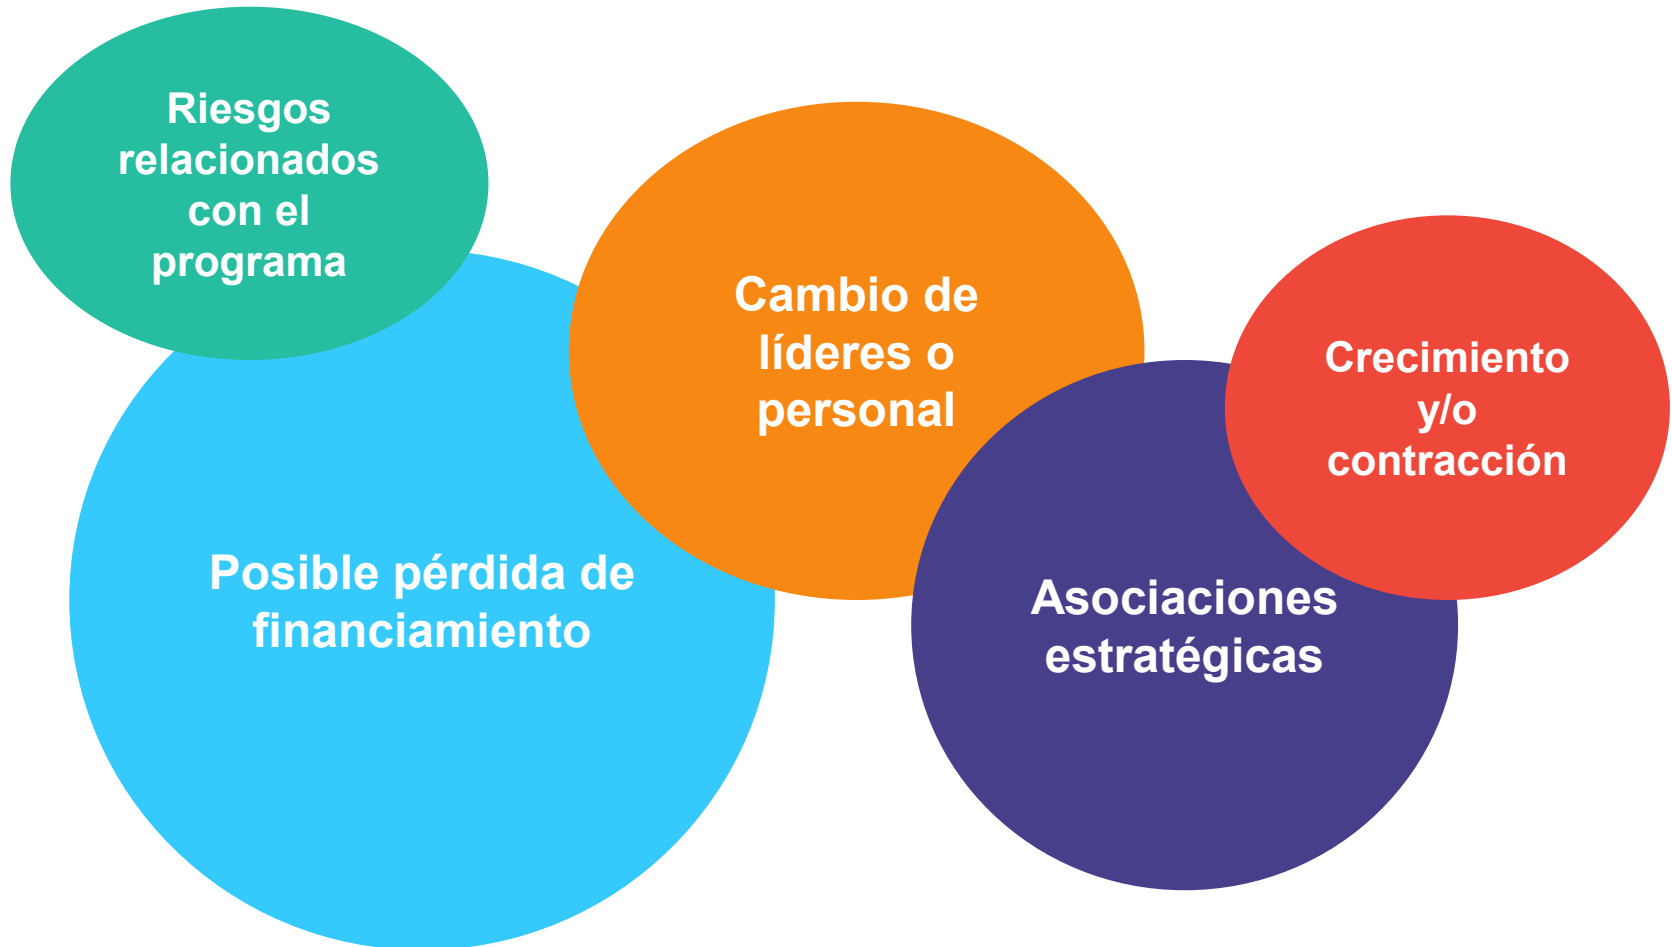 Riesgos
relacionados
con el
programa
Cambio de
líderes o
personal
Crecimiento
y/o
contracción
Posible pérdida de
financiamiento
Asociaciones
estratégicas